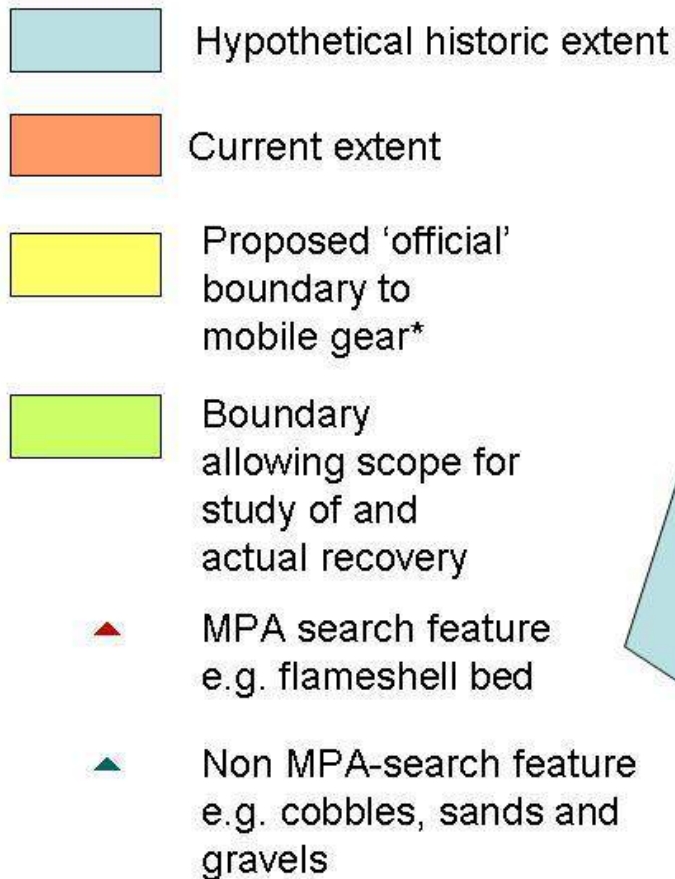 Hypothetical historic extent
Current extent
Proposed ‘official’
boundary to
mobile gear*
Boundary
allowing scope for
study of and
actual recovery
MPA search feature
e.g. flameshell bed
Non MPA-search feature
e.g. cobbles, sands and
gravels